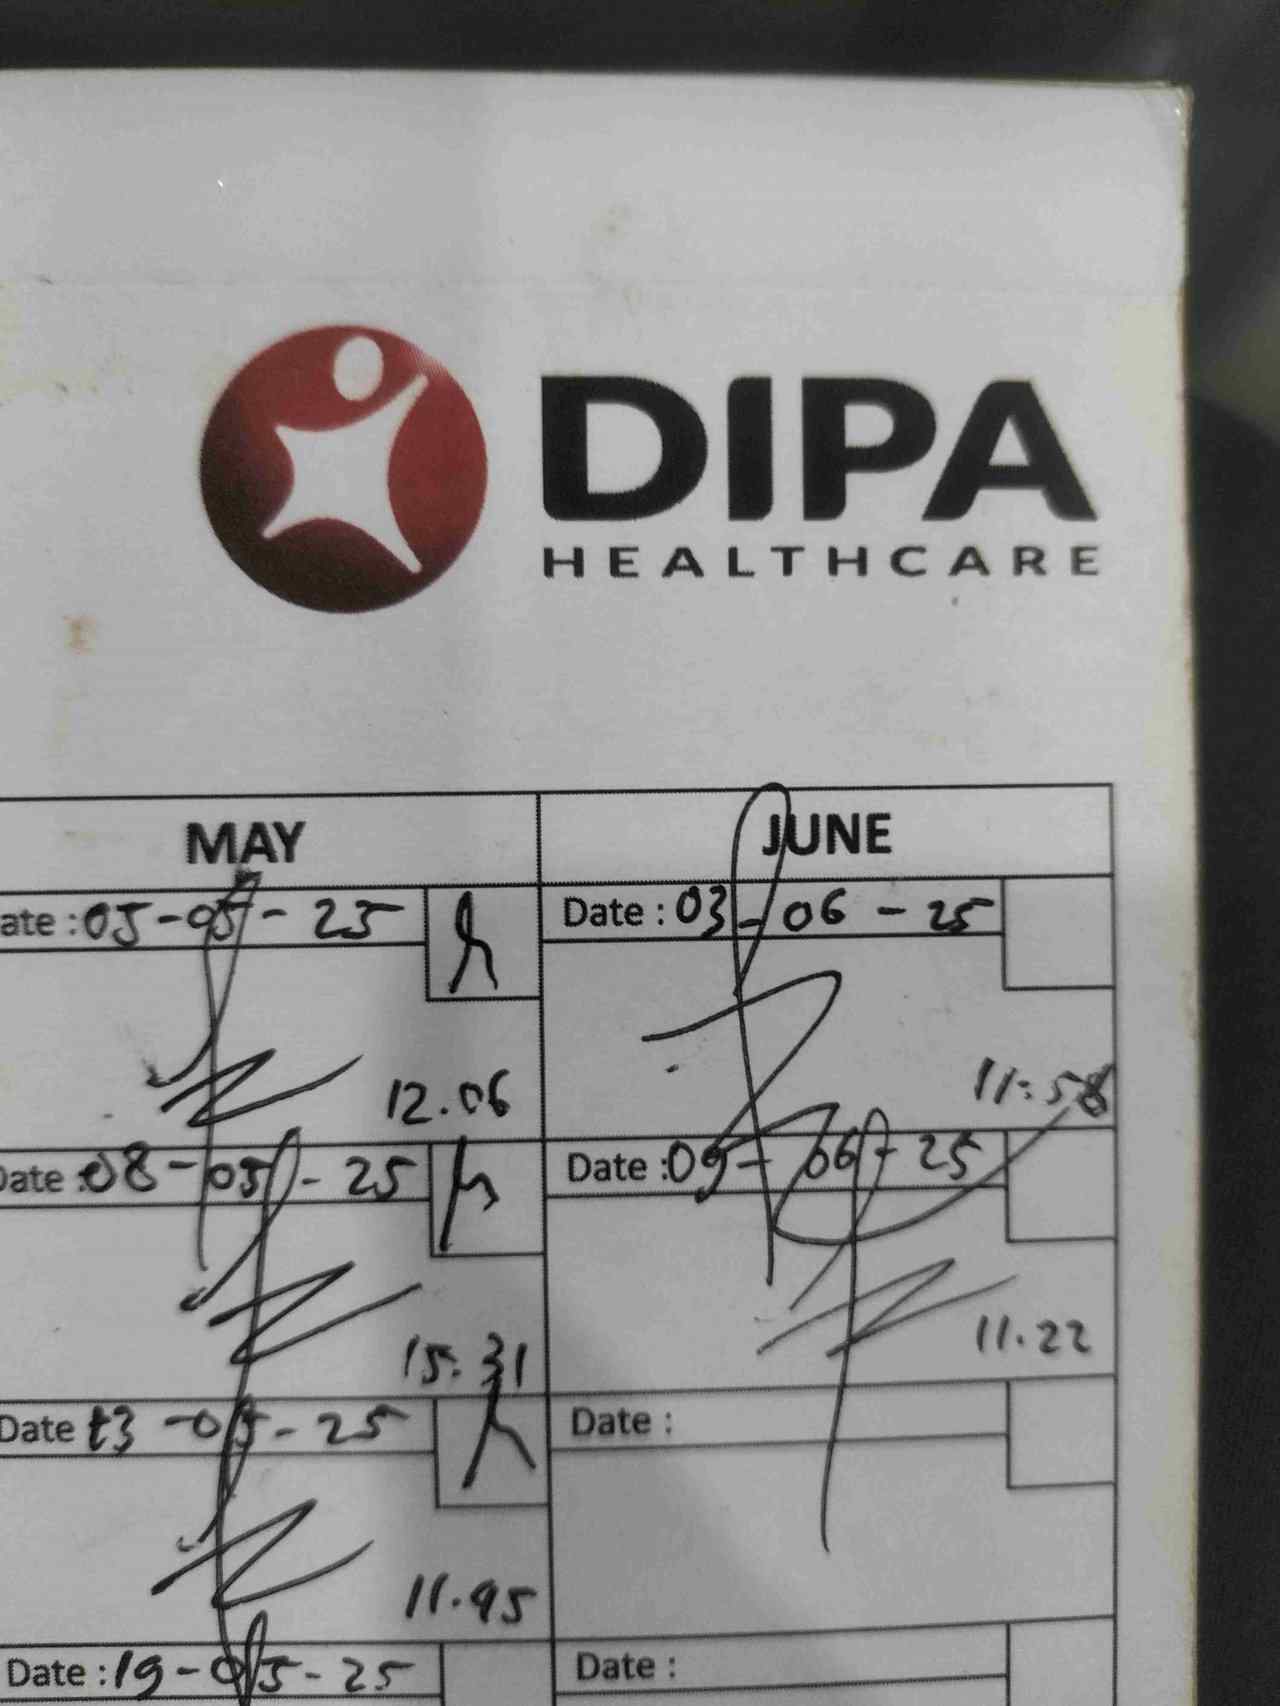 DIPA
HEALTHCARE
MAY JUNE
ate : 05-05-25 Date : 03-06-25
12.06 11:58
Date : 08-05-25 Date : 09-06-25
15.31 11.22
Date 13-05-25 Date :
11.45
Date : 19-05-25 Date :